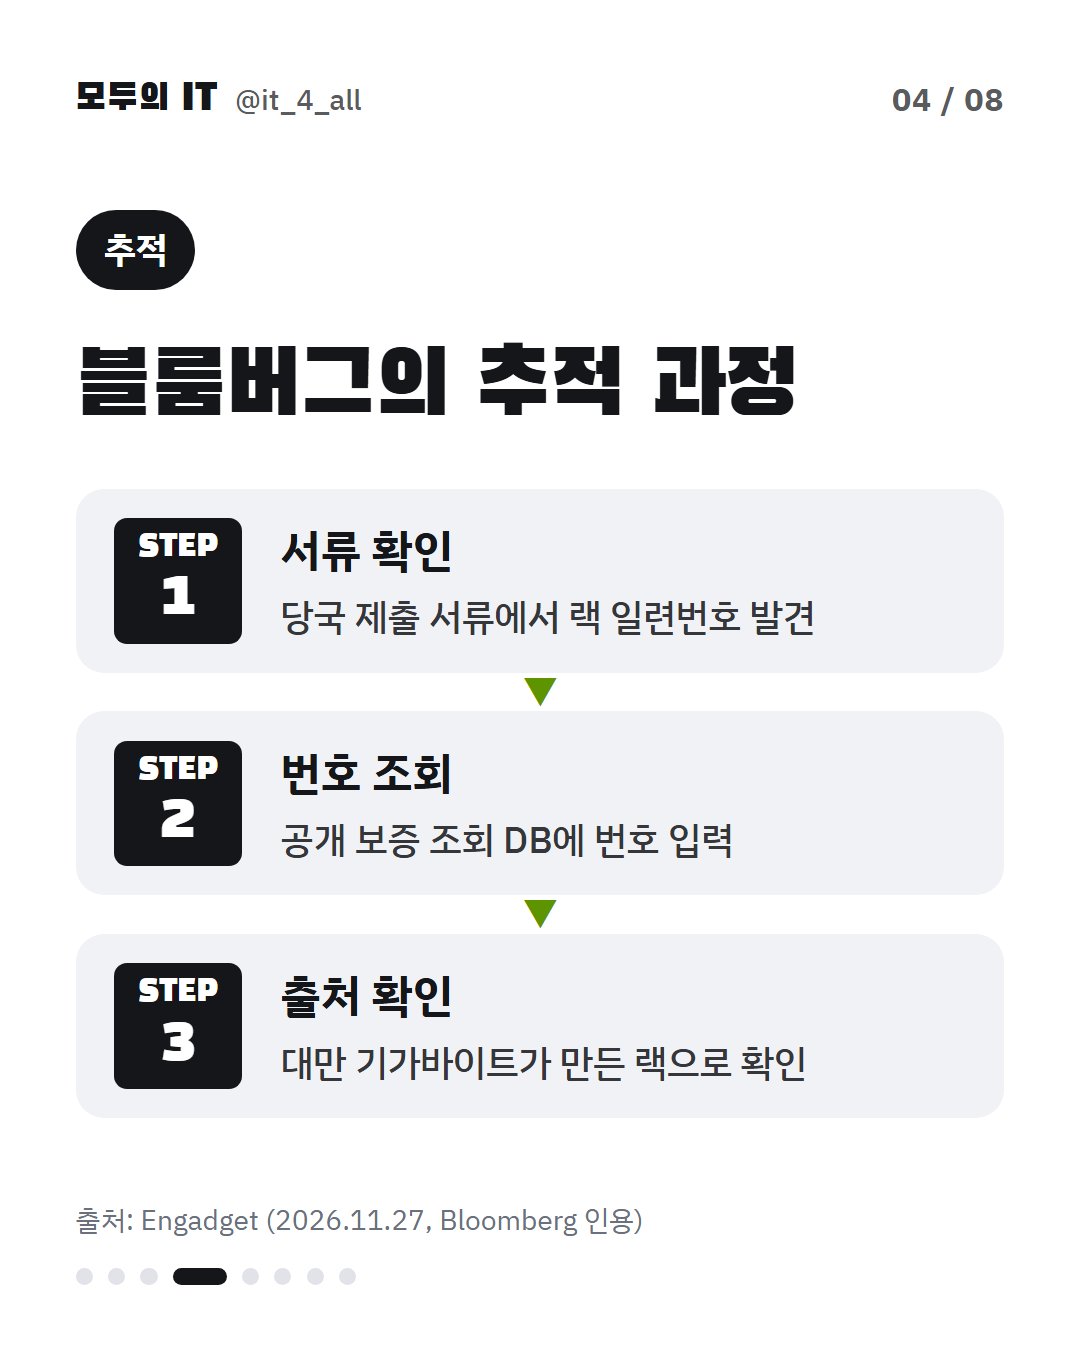 모두의 IT @it_4_all
04 / 08
추적
블룸버그의 추적 과정
STEP
1
서류 확인
당국 제출 서류에서 랙 일련번호 발견
STEP
2
번호 조회
공개 보증 조회 DB에 번호 입력
STEP
3
출처 확인
대만 기가바이트가 만든 랙으로 확인
출처: Engadget (2026.11.27, Bloomberg 인용)